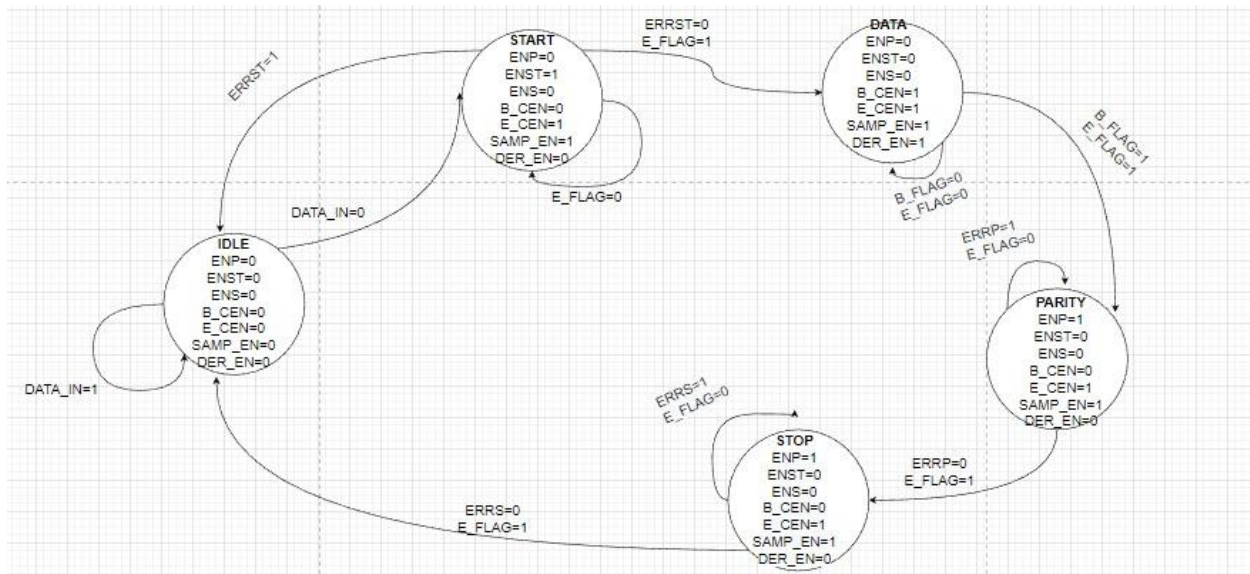 ERRST=1
START
ENP=0
ENST=1
ENS=0
B_CEN=0
E_CEN=1
SAMP_EN=1
DER_EN=0
E_FLAG=0
ERRST=0
E_FLAG=1
DATA
ENP=0
ENST=0
ENS=0
B_CEN=1
E_CEN=1
SAMP_EN=1
DER_EN=1
B_FLAG=0
E_FLAG=0
B_FLAG=1
E_FLAG=1
DATA_IN=0
IDLE
ENP=0
ENST=0
ENS=0
B_CEN=0
E_CEN=0
SAMP_EN=0
DER_EN=0
DATA_IN=1
ERRP=1
E_FLAG=0
PARITY
ENP=1
ENST=0
ENS=0
B_CEN=0
E_CEN=1
SAMP_EN=1
DER_EN=0
ERRP=0
E_FLAG=1
ERRS=1
E_FLAG=0
STOP
ENP=1
ENST=0
ENS=0
B_CEN=0
E_CEN=1
SAMP_EN=1
DER_EN=0
ERRS=0
E_FLAG=1